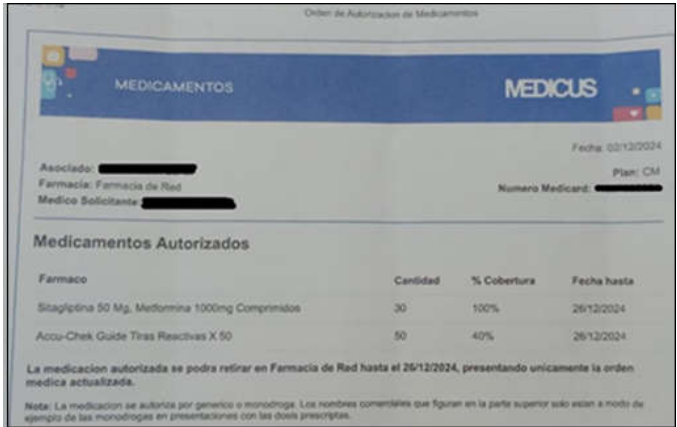 Orden de Autorizacion de Medicamentos
MEDICAMENTOS
MEDICUS
Fecha: 02/12/2024
Asociado:
Plan: CM
Farmacia: Farmacia de Red
Numero Medicard:
Medico Solicitante:
Medicamentos Autorizados
Farmaco Cantidad % Cobertura Fecha hasta
Sitagliptina 50 Mg, Metformina 1000mg Comprimidos 30 100% 26/12/2024
Accu-Chek Guide Tiras Reactivas X 50 50 40% 26/12/2024
La medicacion autorizada se podra retirar en Farmacia de Red hasta el 26/12/2024, presentando unicamente la orden
medica actualizada.
Nota: La medicacion se autoriza por generico o monodroga. Los nombres comerciales que figuran en la parte superior solo estan a modo de
ejemplo de las monodrogas en presentaciones con las dosis prescriptas.